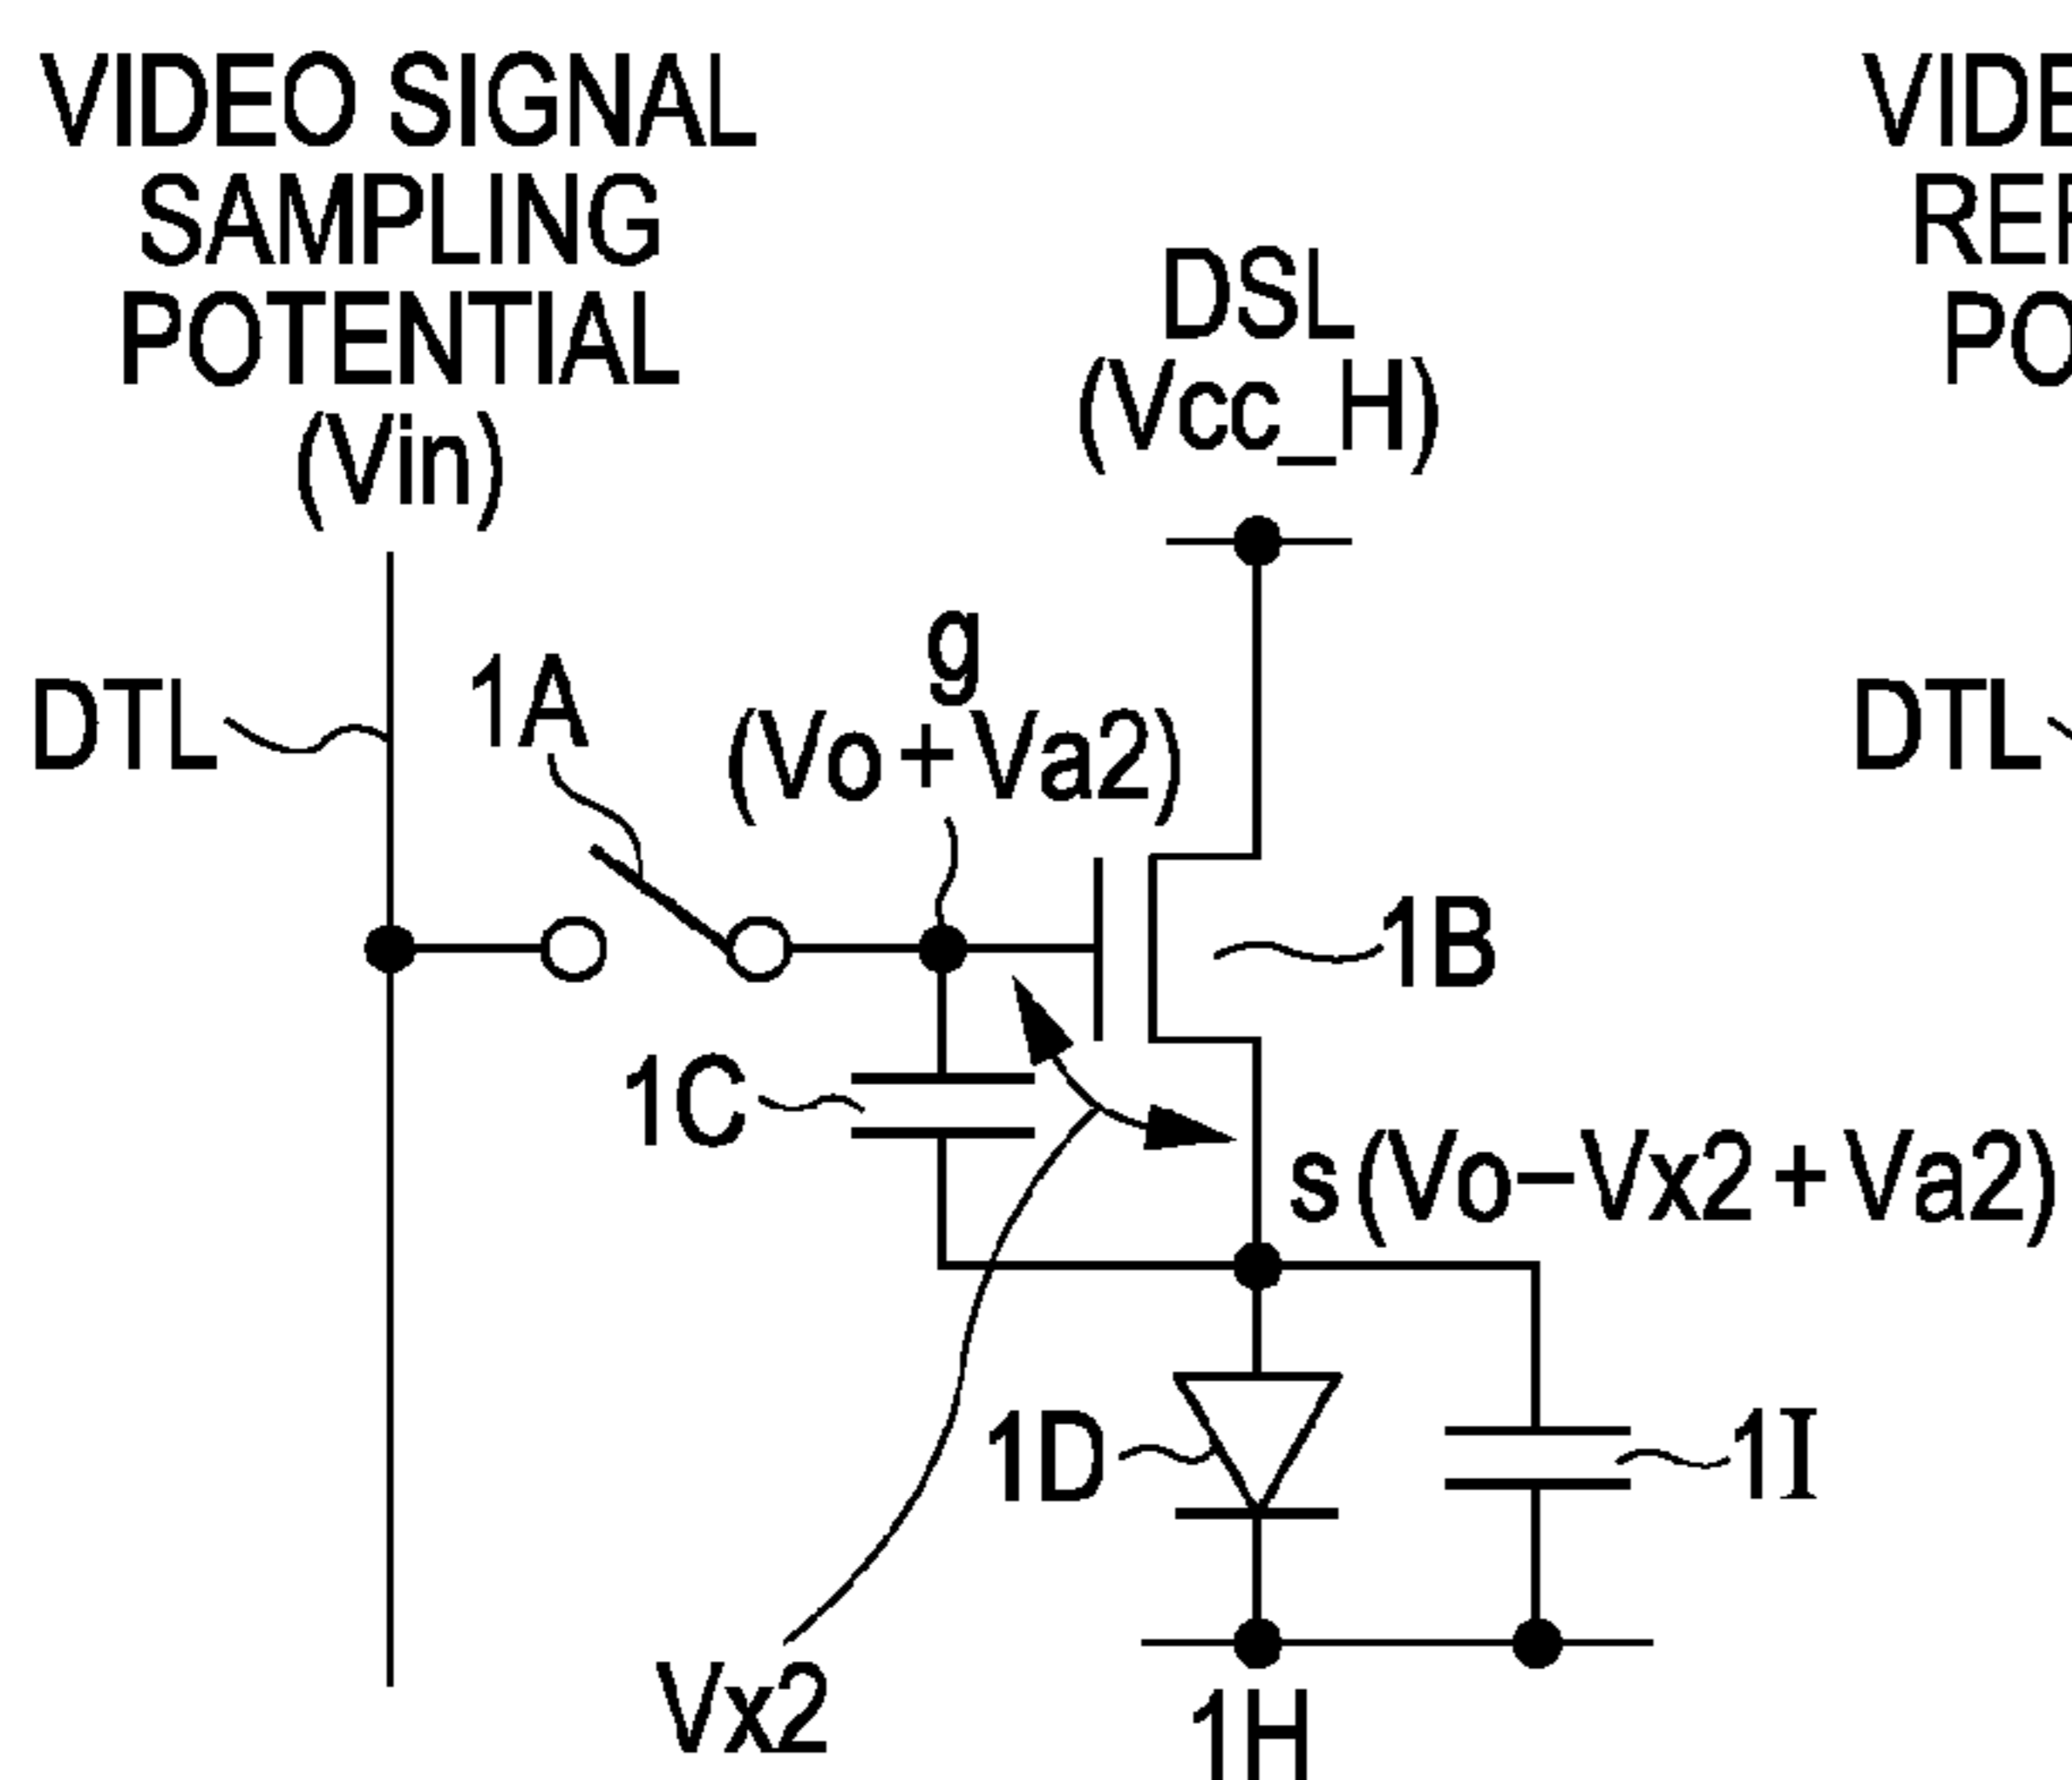 VIDEO SIGNAL
SAMPLING
POTENTIAL
(Vin)
DSL
(Vcc_H)
DTL
1A
g
(Vo + Va2)
1B
1C
s (Vo－Vx2 + Va2)
1D
1I
Vx2
1H
DTL